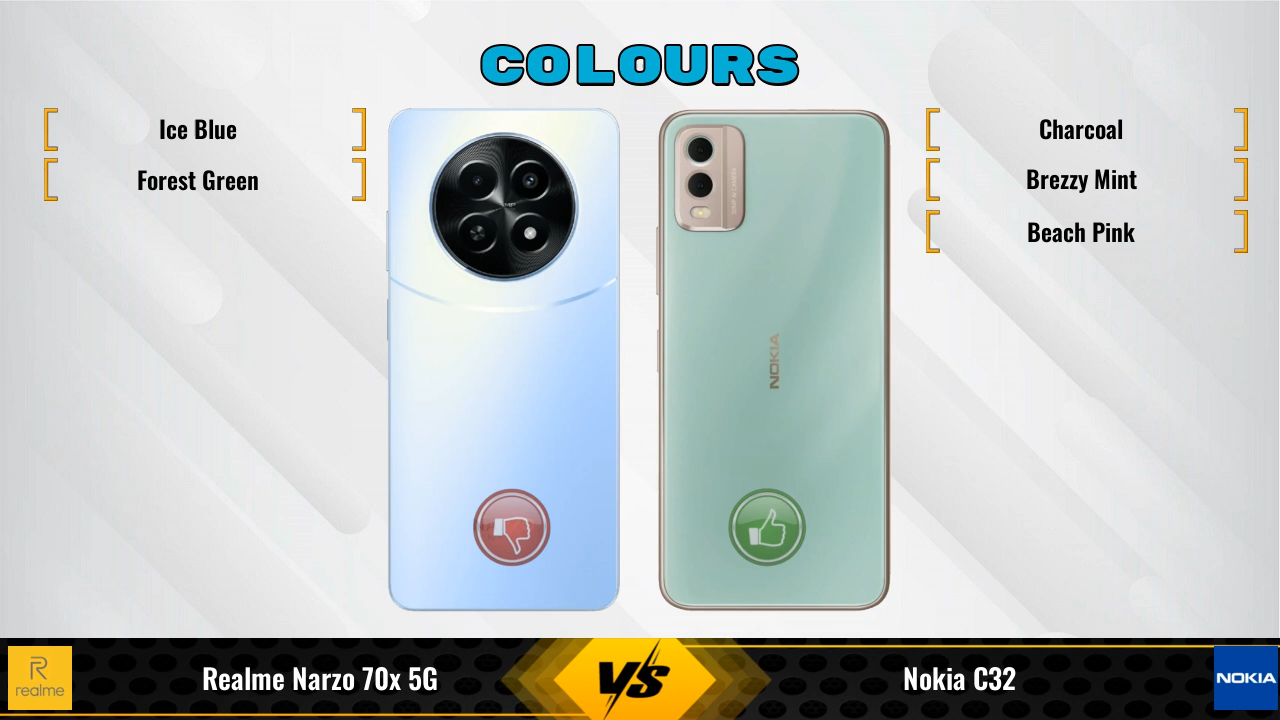 COLOURS
Ice Blue
Forest Green
Charcoal
Brezzy Mint
Beach Pink
NOKIA
R
realme
Realme Narzo 70x 5G
VS
Nokia C32
NOKIA